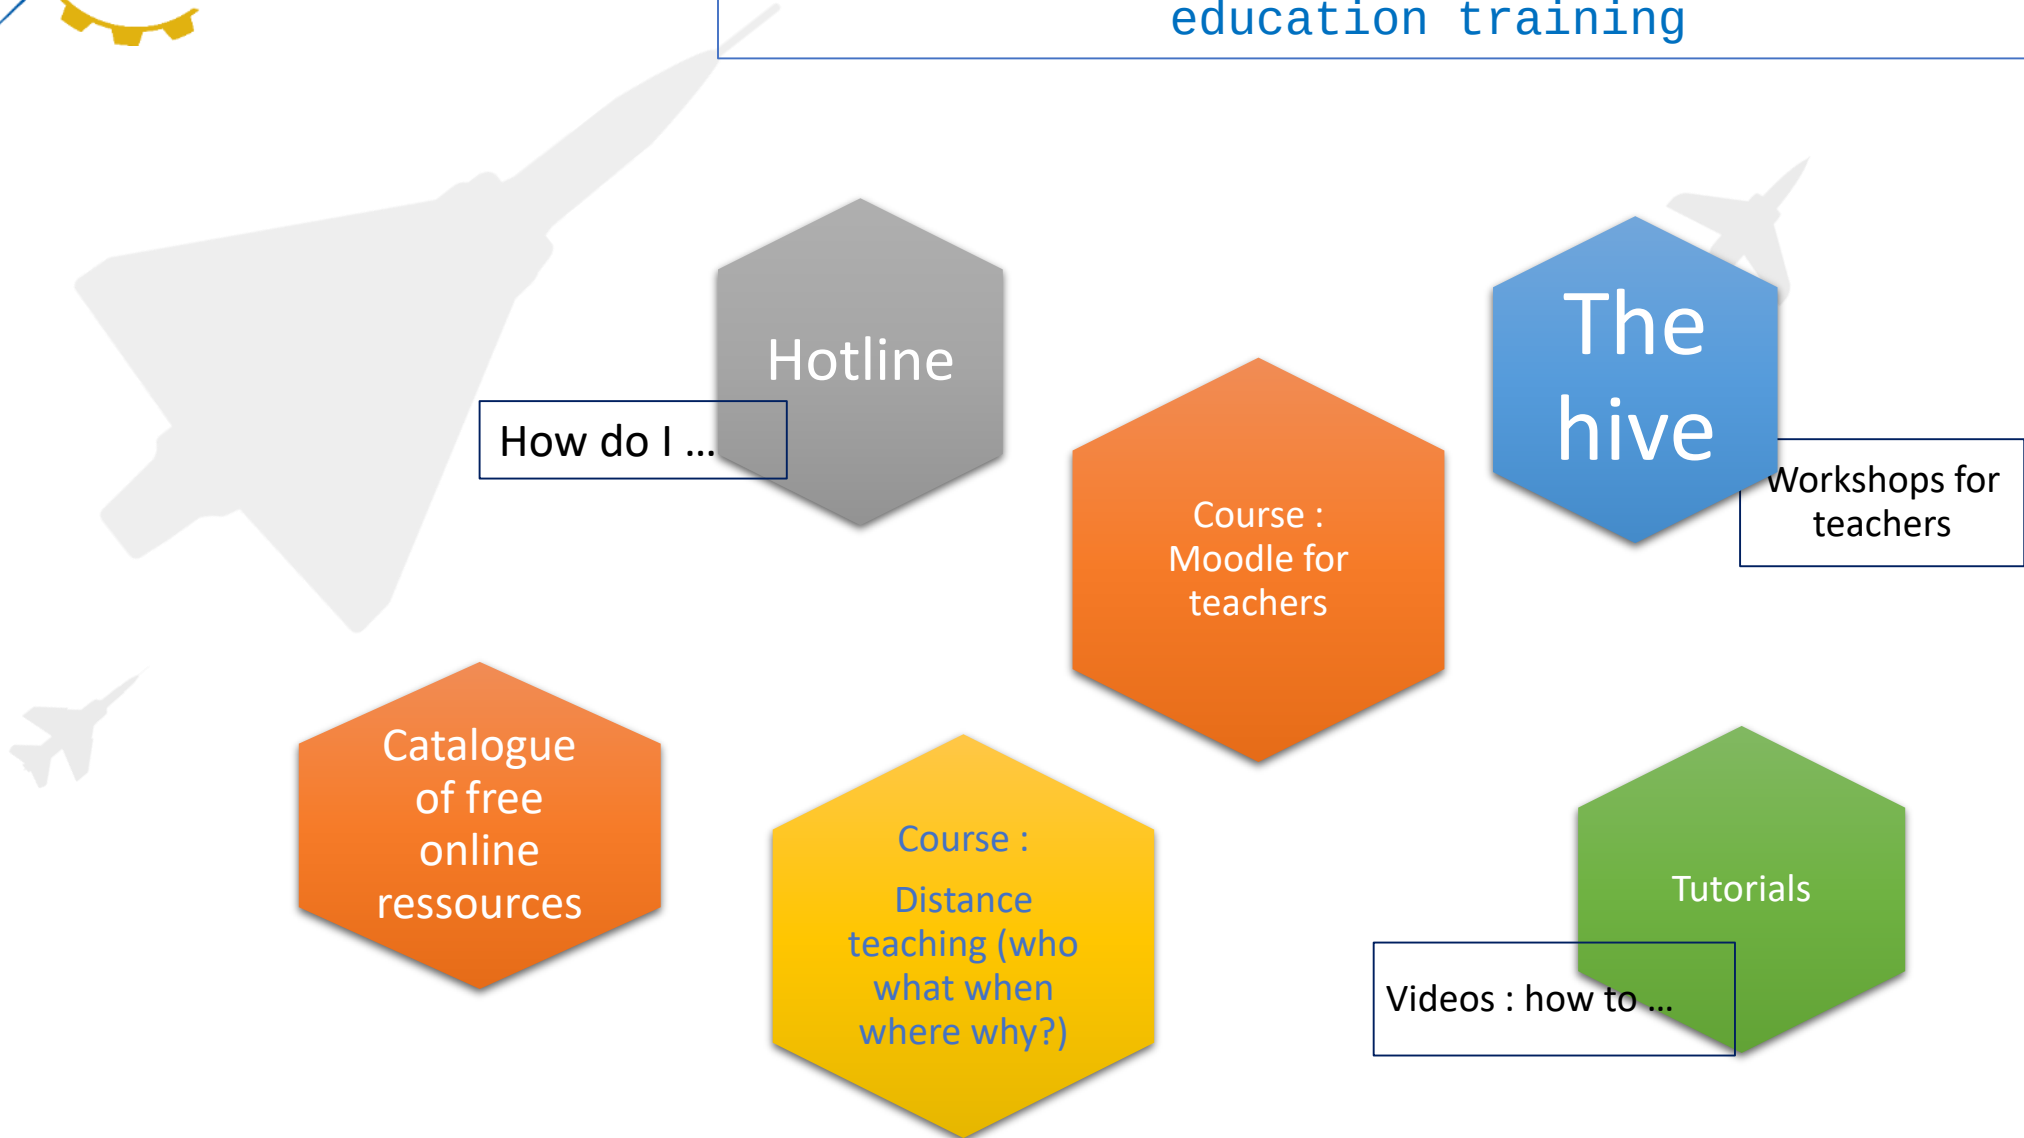 education training
Hotline
How do I ...
The
hive
Workshops for
teachers
Course :
Moodle for
teachers
Catalogue
of free
online
ressources
Course :
Distance
teaching (who
what when
where why?)
Tutorials
Videos : how to ...